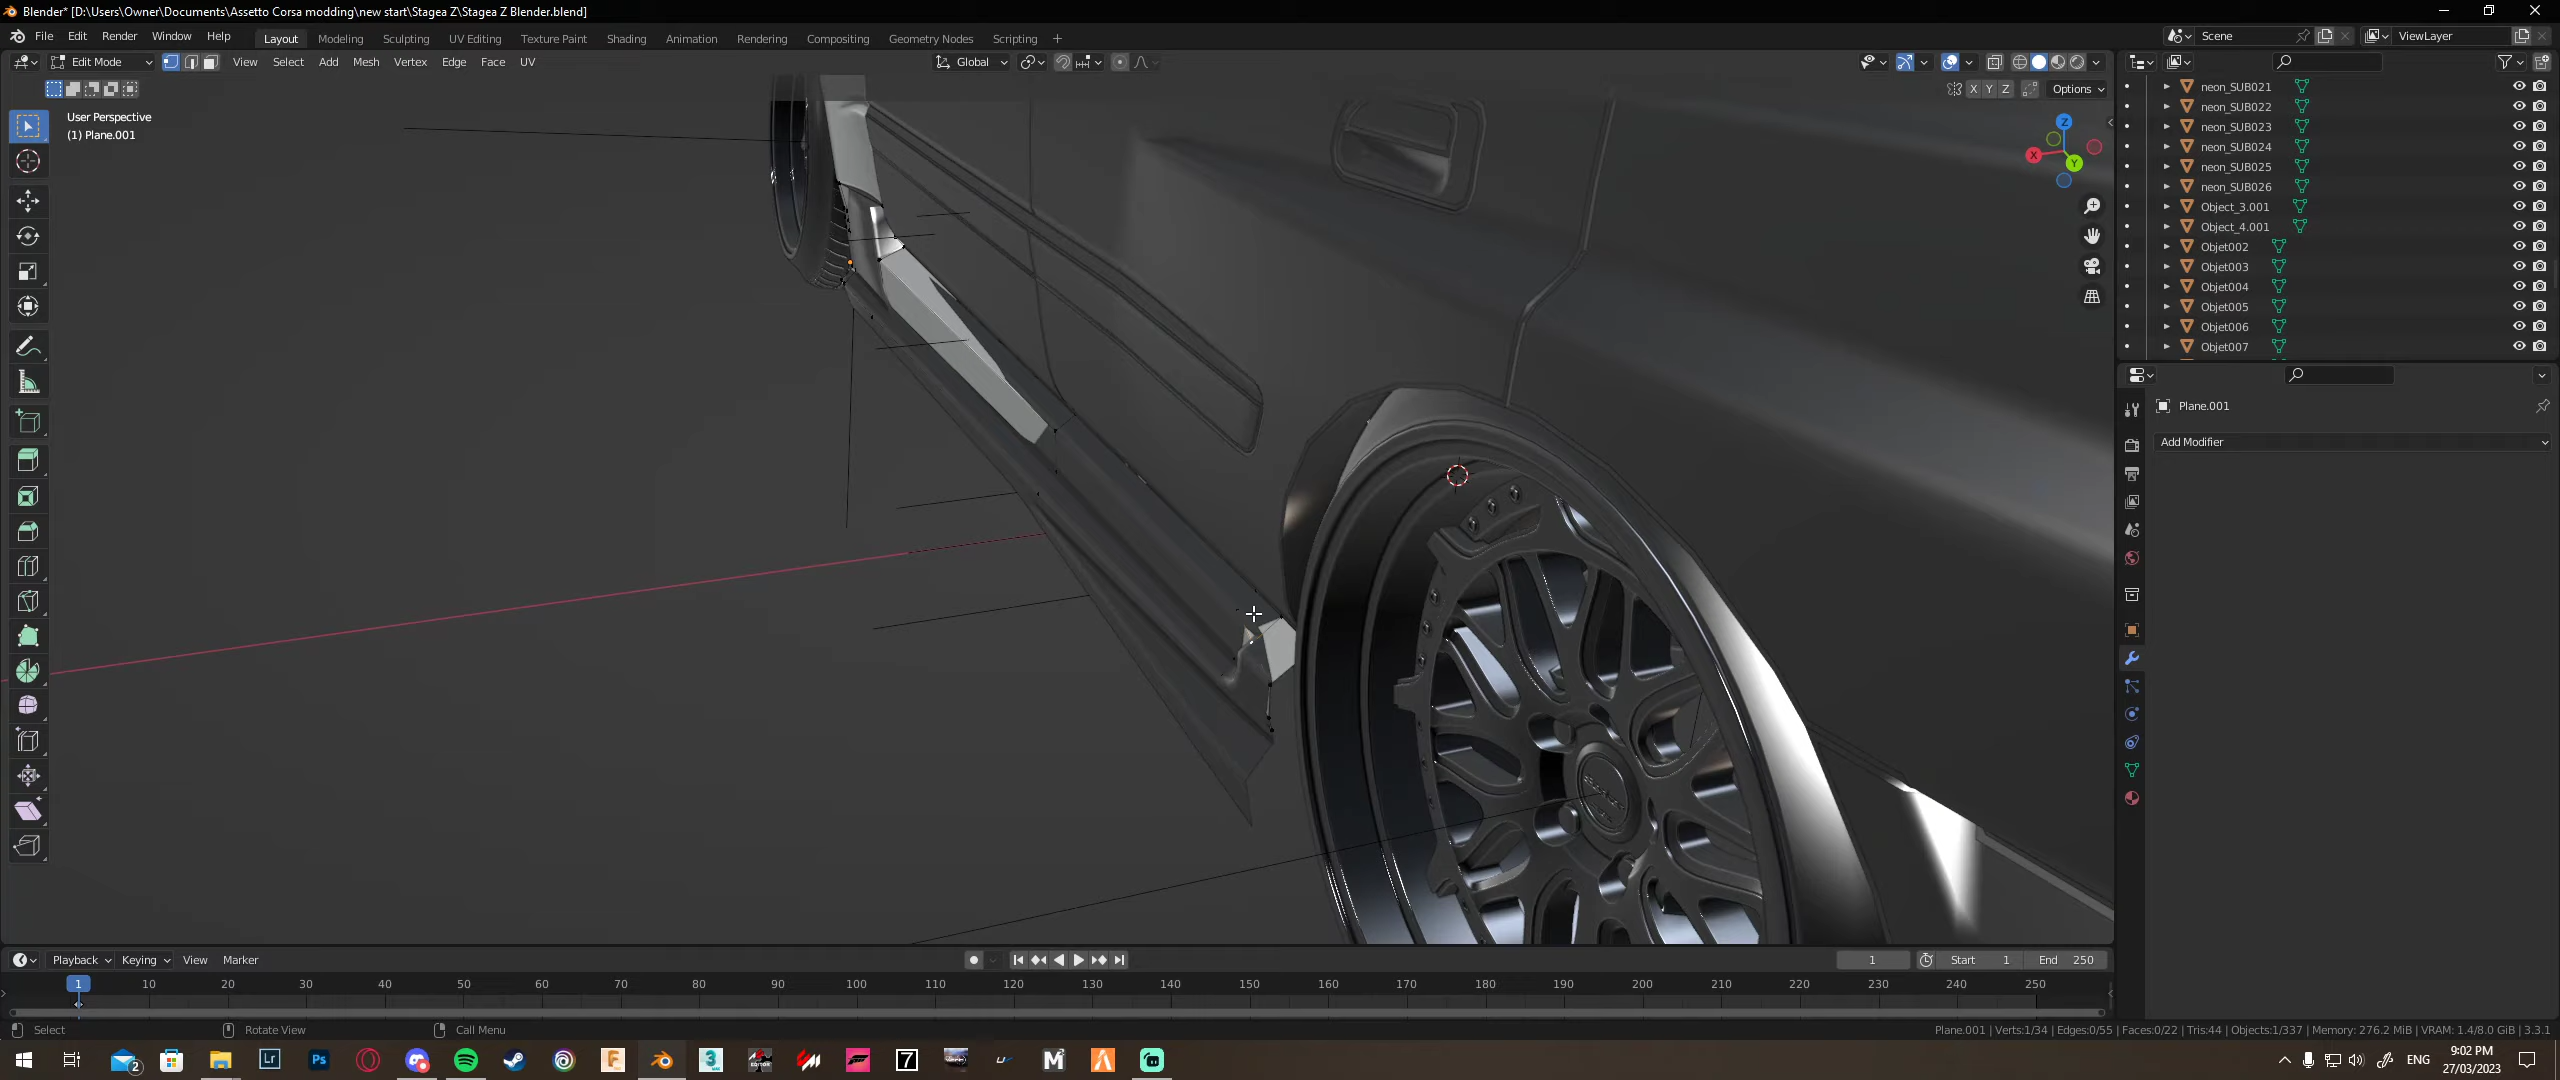 Blender* [D:\Users\Owner\Documents\Assetto Corsa modding\new start\Stagea Z\Stagea Z Blender.blend]
File Edit Render Window Help Layout Modeling Sculpting UV Editing Texture Paint Shading Animation Rendering Compositing Geometry Nodes Scripting +
Scene ViewLayer
Edit Mode View Select Add Mesh Vertex Edge Face UV Global
X Y Z Options
User Perspective
(1) Plane.001
Z
X
Y
neon_SUB021
neon_SUB022
neon_SUB023
neon_SUB024
neon_SUB025
neon_SUB026
Object_3.001
Object_4.001
Objet002
Objet003
Objet004
Objet005
Objet006
Objet007
Plane.001
Add Modifier
Playback Keying View Marker 1 Start 1 End 250
1 10 20 30 40 50 60 70 80 90 100 110 120 130 140 150 160 170 180 190 200 210 220 230 240 250
Select Rotate View Call Menu
Plane.001 | Verts:1/34 | Edges:0/55 | Faces:0/22 | Tris:44 | Objects:1/337 | Memory: 276.2 MiB | VRAM: 1.4/8.0 GiB | 3.3.1
2 Lr Ps F 3 EDITOR 7 M
ENG
9:02 PM
27/03/2023